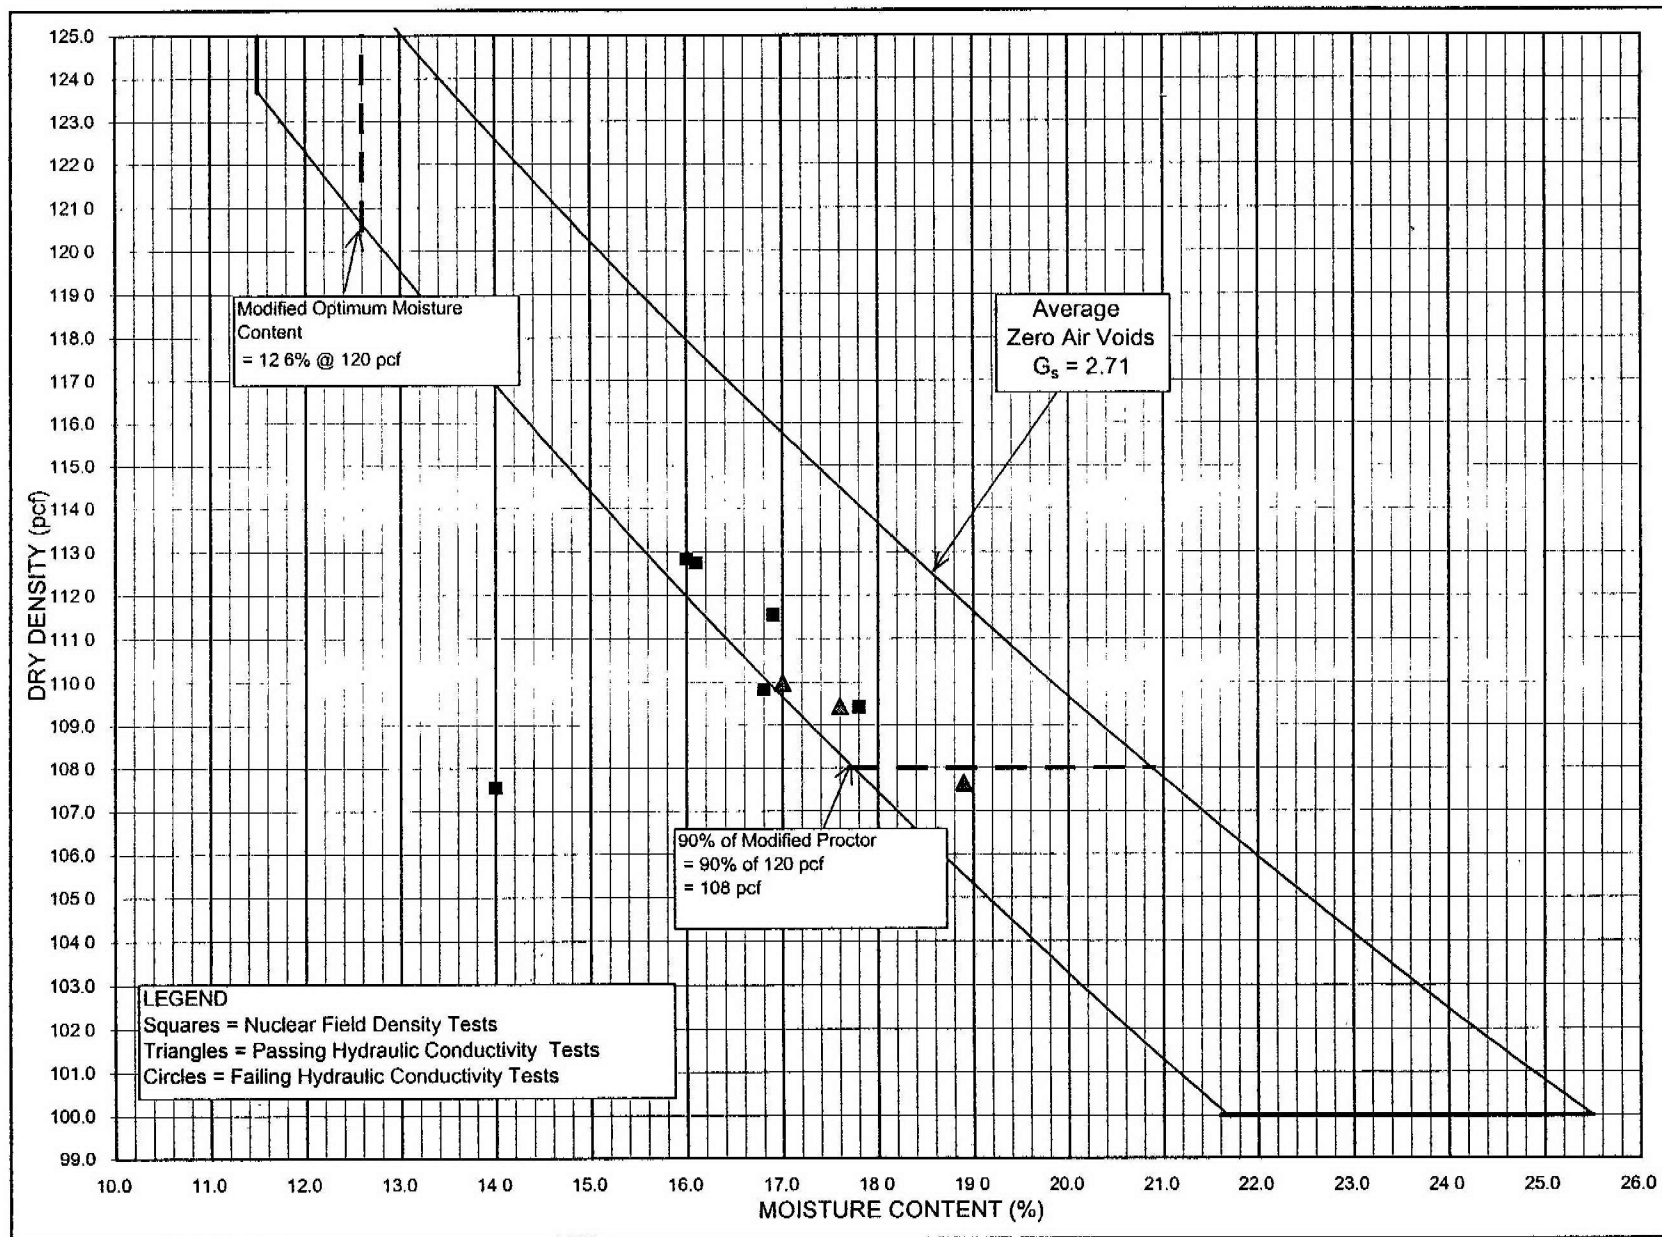 125.0
124 0
123.0
122.0
121 0
120 0
119 0
118.0
117 0
116.0
115.0
114 0
113 0
112 0
111.0
110 0
109.0
108 0
107.0
106.0
105.0
104 0
103.0
102 0
101.0
100.0
99.0
DRY DENSITY (pcf)
Modified Optimum Moisture
Content
= 12 6% @ 120 pcf
Average
Zero Air Voids
Gs = 2.71
90% of Modified Proctor
= 90% of 120 pcf
= 108 pcf
LEGEND
Squares = Nuclear Field Density Tests
Triangles = Passing Hydraulic Conductivity Tests
Circles = Failing Hydraulic Conductivity Tests
10.0 11.0 12.0 13.0 14 0 15.0 16.0 17.0 18 0 19 0 20.0 21.0 22.0 23.0 24 0 25.0 26.0
MOISTURE CONTENT (%)